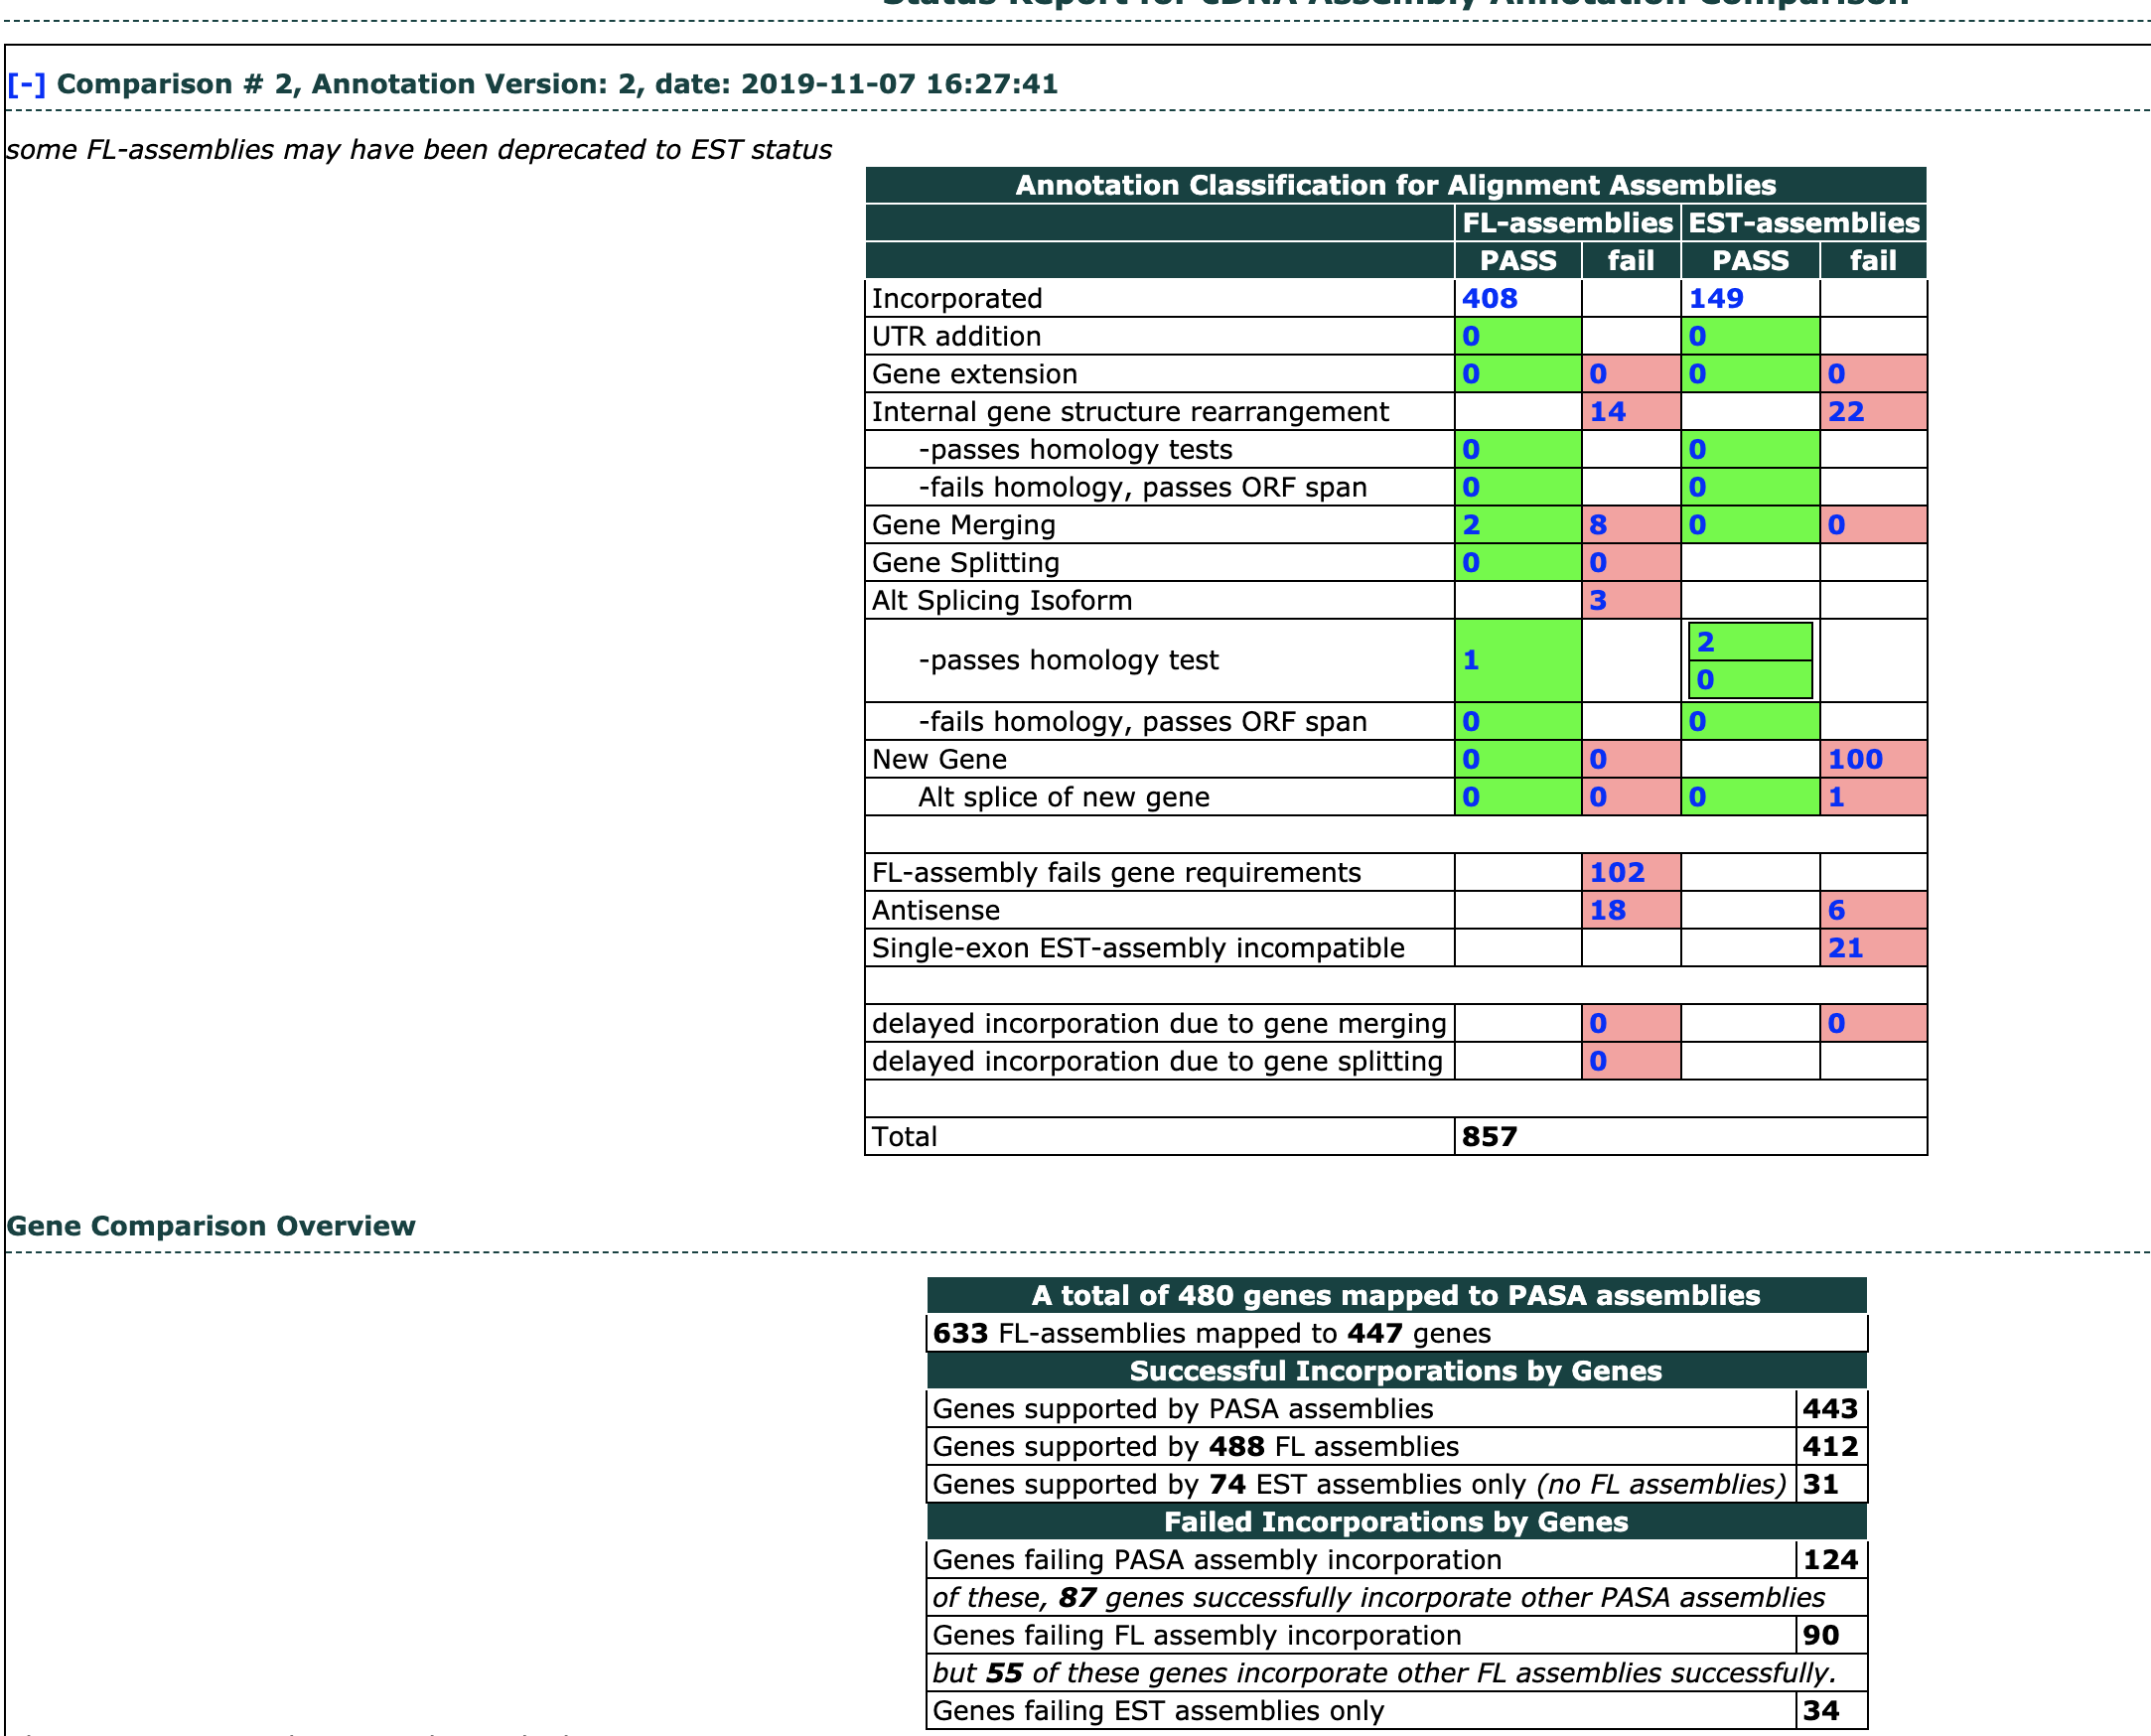 Status Report for cDNA Assembly Annotation Comparison
[-] Comparison # 2, Annotation Version: 2, date: 2019-11-07 16:27:41
some FL-assemblies may have been deprecated to EST status
Annotation Classification for Alignment Assemblies
FL-assemblies EST-assemblies
PASS fail PASS fail
Incorporated 408 149
UTR addition 0 0
Gene extension 0 0 0 0
Internal gene structure rearrangement 14 22
-passes homology tests 0 0
-fails homology, passes ORF span 0 0
Gene Merging 2 8 0 0
Gene Splitting 0 0
Alt Splicing Isoform 3
-passes homology test 1 2
0
-fails homology, passes ORF span 0 0
New Gene 0 0 100
Alt splice of new gene 0 0 0 1
FL-assembly fails gene requirements 102
Antisense 18 6
Single-exon EST-assembly incompatible 21
delayed incorporation due to gene merging 0 0
delayed incorporation due to gene splitting 0
Total 857
Gene Comparison Overview
A total of 480 genes mapped to PASA assemblies
633 FL-assemblies mapped to 447 genes
Successful Incorporations by Genes
Genes supported by PASA assemblies 443
Genes supported by 488 FL assemblies 412
Genes supported by 74 EST assemblies only (no FL assemblies) 31
Failed Incorporations by Genes
Genes failing PASA assembly incorporation 124
of these, 87 genes successfully incorporate other PASA assemblies
Genes failing FL assembly incorporation 90
but 55 of these genes incorporate other FL assemblies successfully.
Genes failing EST assemblies only 34